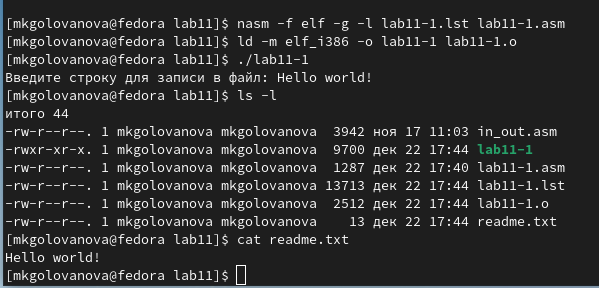 [mkgolovanova@fedora lab11]$ nasm -f elf -g -l lab11-1.lst lab11-1.asm
[mkgolovanova@fedora lab11]$ ld -m elf_i386 -o lab11-1 lab11-1.o
[mkgolovanova@fedora lab11]$ ./lab11-1
Введите строку для записи в файл: Hello world!
[mkgolovanova@fedora lab11]$ ls -l
итого 44
-rw-r--r--. 1 mkgolovanova mkgolovanova  3942 ноя 17 11:03 in_out.asm
-rwxr-xr-x. 1 mkgolovanova mkgolovanova  9700 дек 22 17:44 lab11-1
-rw-r--r--. 1 mkgolovanova mkgolovanova  1287 дек 22 17:40 lab11-1.asm
-rw-r--r--. 1 mkgolovanova mkgolovanova 13713 дек 22 17:44 lab11-1.lst
-rw-r--r--. 1 mkgolovanova mkgolovanova  2512 дек 22 17:44 lab11-1.o
-rw-r--r--. 1 mkgolovanova mkgolovanova    13 дек 22 17:44 readme.txt
[mkgolovanova@fedora lab11]$ cat readme.txt
Hello world!
[mkgolovanova@fedora lab11]$